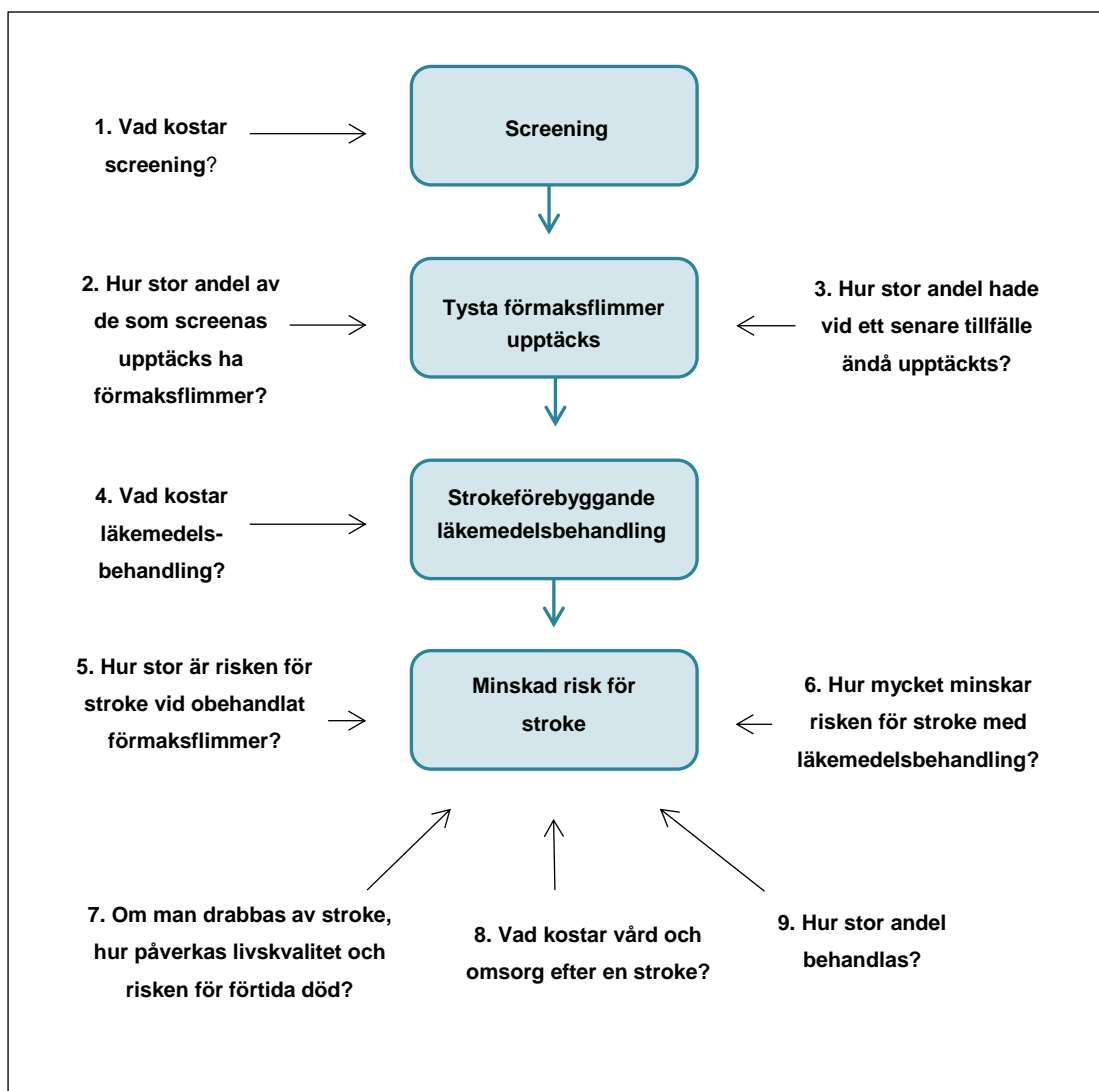 Screening
1. Vad kostar
screening?
Tysta förmaksflimmer
upptäcks
2. Hur stor andel av
de som screenas
upptäcks ha
förmaksflimmer?
3. Hur stor andel hade
vid ett senare tillfälle
ändå upptäckts?
Strokeförebyggande
läkemedelsbehandling
4. Vad kostar
läkemedels-
behandling?
Minskad risk för
stroke
5. Hur stor är risken för
stroke vid obehandlat
förmaksflimmer?
6. Hur mycket minskar
risken för stroke med
läkemedelsbehandling?
7. Om man drabbas av stroke,
hur påverkas livskvalitet och
risken för förtida död?
8. Vad kostar vård och
omsorg efter en stroke?
9. Hur stor andel
behandlas?